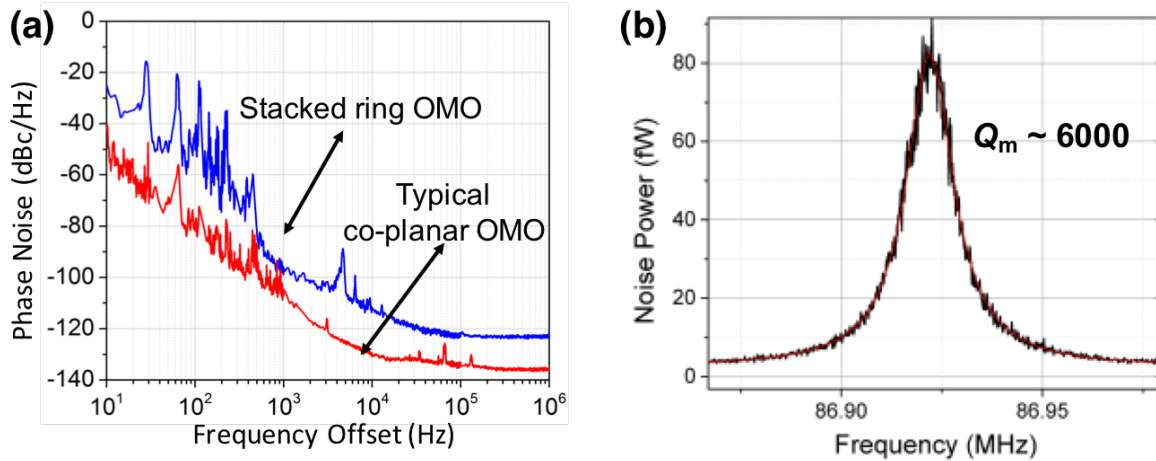 (a)
Phase Noise (dBc/Hz)
0
-20
-40
-60
-80
-100
-120
-140
Stacked ring OMO
Typical
co-planar OMO
10^1
10^2
10^3
10^4
10^5
10^6
Frequency Offset (Hz)
(b)
Noise Power (fW)
80
60
40
20
0
Qm ~ 6000
86.90
86.95
Frequency (MHz)